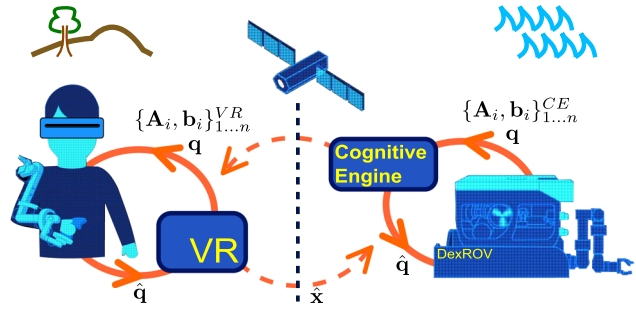 {A_i, b_i}^{VR}_{1...n}
q
{A_i, b_i}^{CE}_{1...n}
q
Cognitive
Engine
VR
DexROV
q̂
q̂
x̂